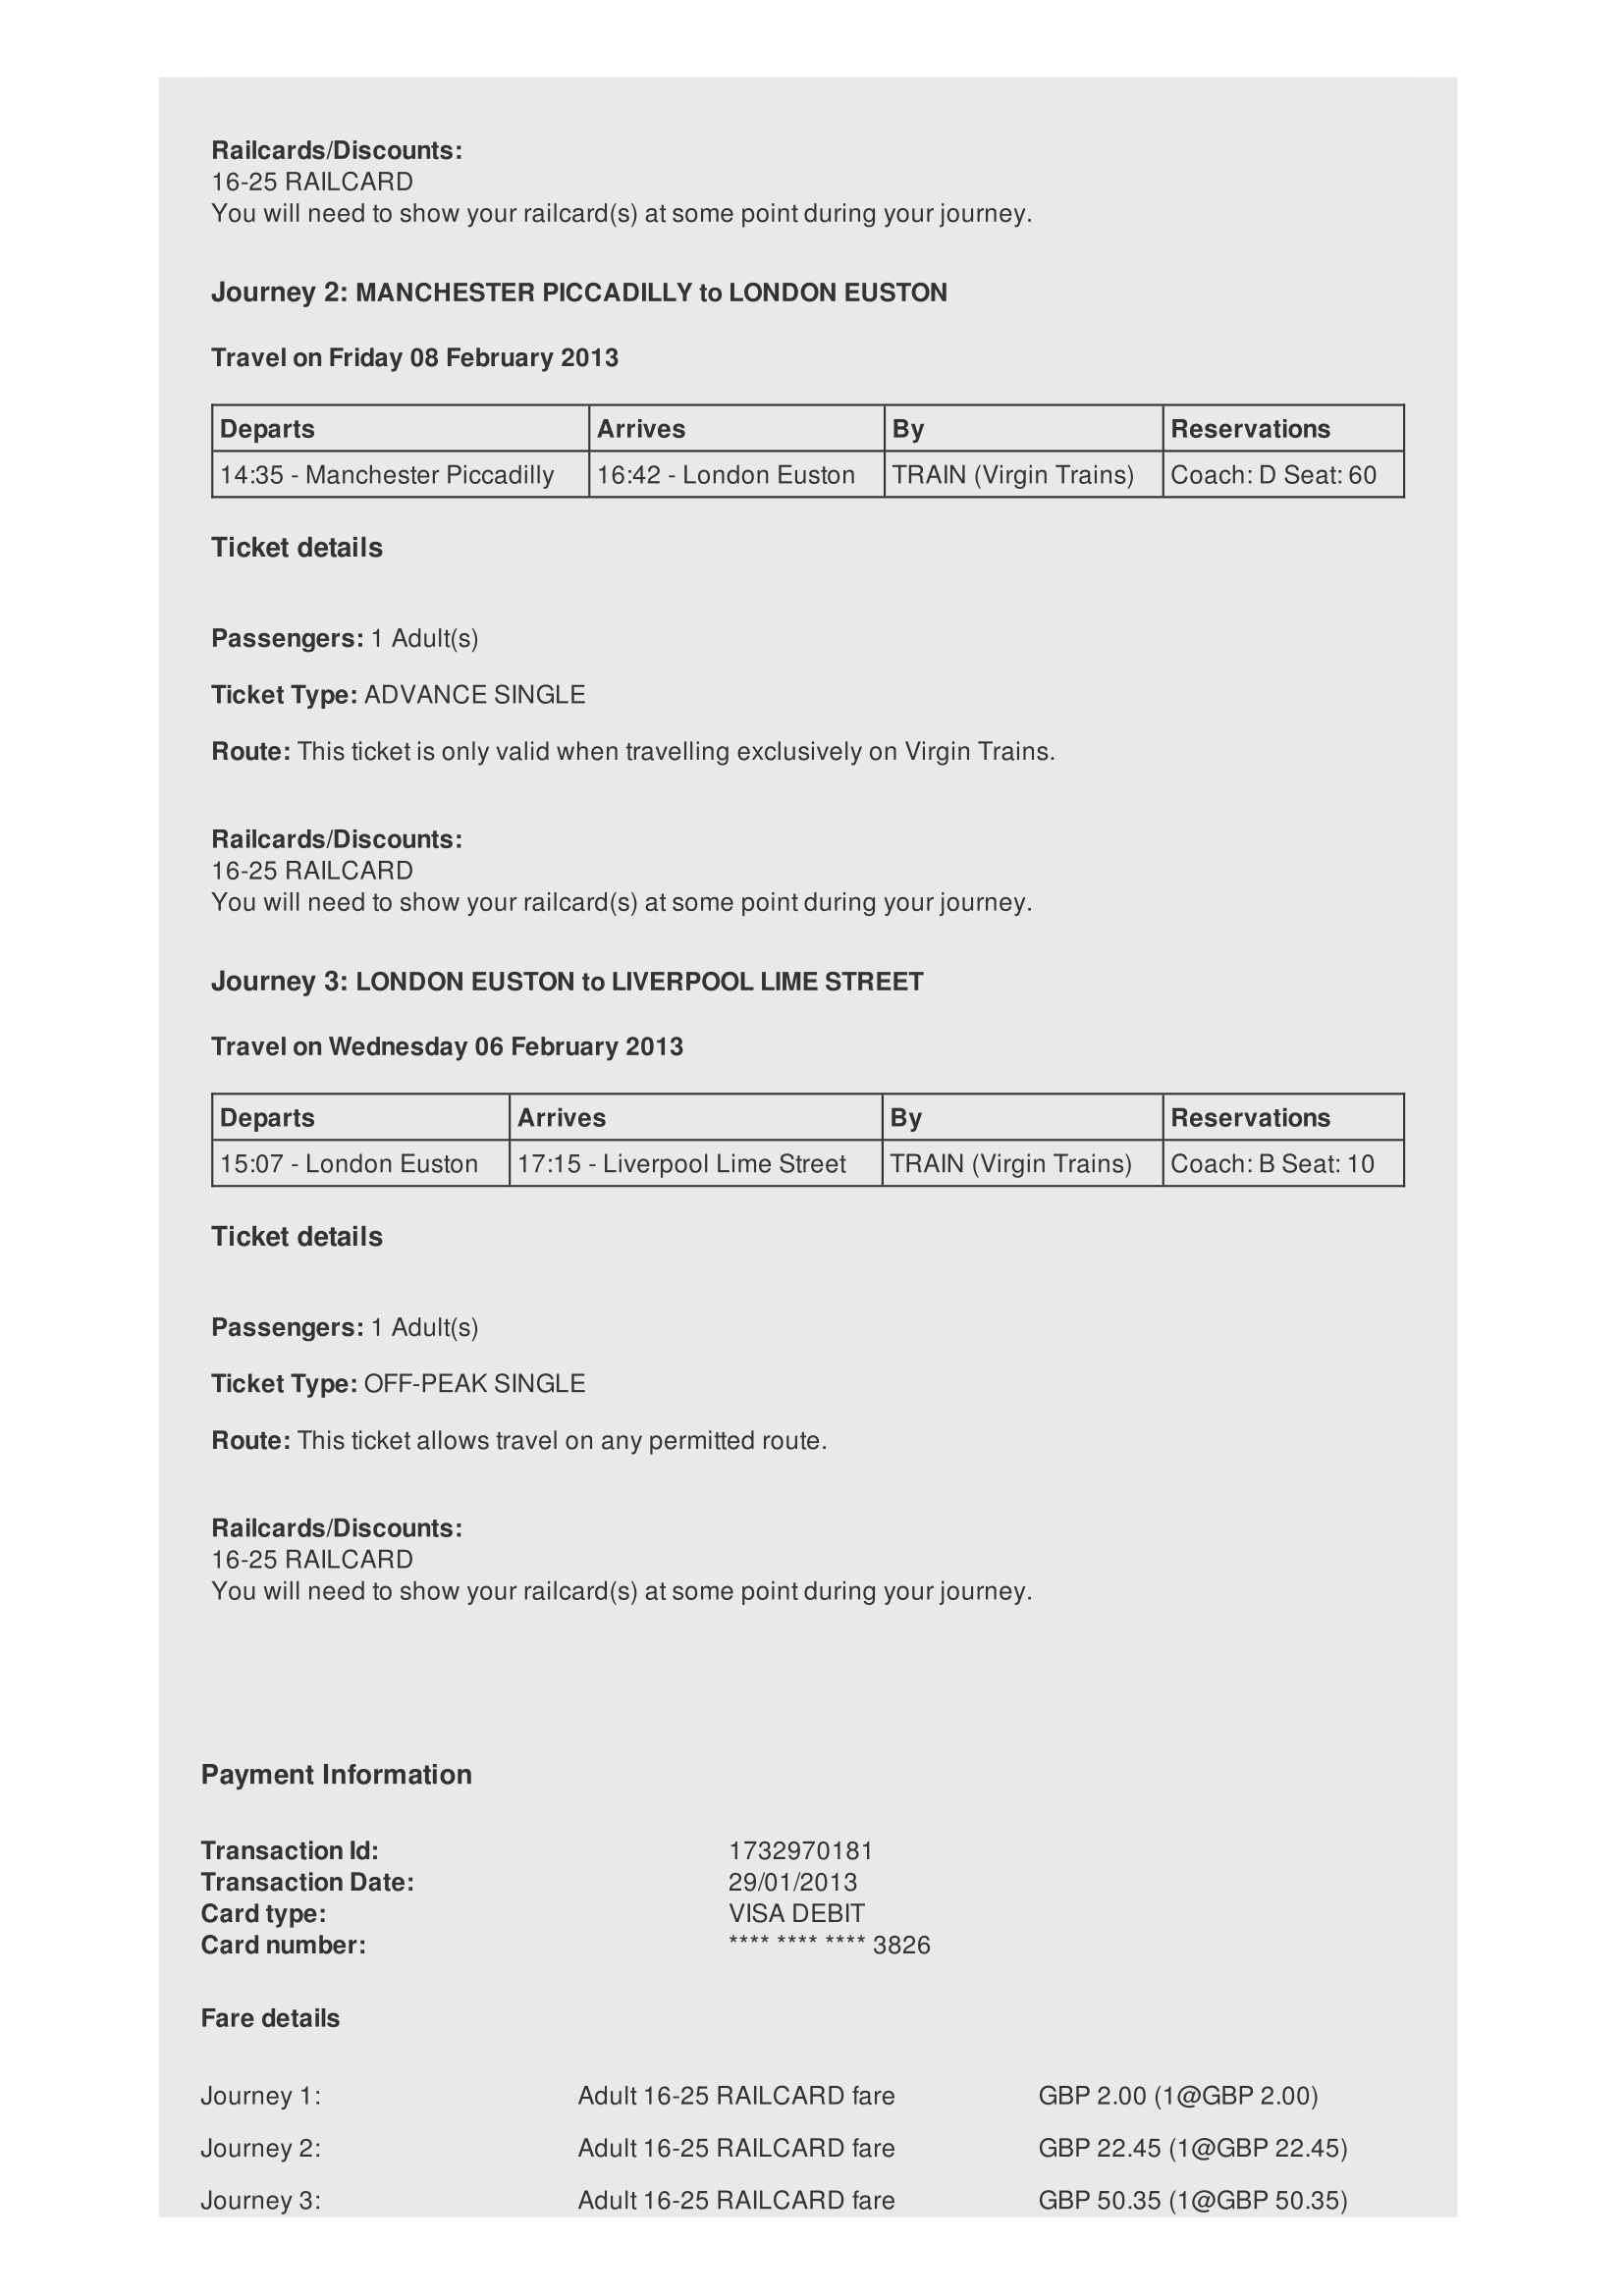 Railcards/Discounts:
16-25 RAILCARD
You will need to show your railcard(s) at some point during your journey.
Journey 2: MANCHESTER PICCADILLY to LONDON EUSTON
Travel on Friday 08 February 2013
Departs Arrives By Reservations
14:35 - Manchester Piccadilly 16:42 - London Euston TRAIN (Virgin Trains) Coach: D Seat: 60
Ticket details
Passengers: 1 Adult(s)
Ticket Type: ADVANCE SINGLE
Route: This ticket is only valid when travelling exclusively on Virgin Trains.
Railcards/Discounts:
16-25 RAILCARD
You will need to show your railcard(s) at some point during your journey.
Journey 3: LONDON EUSTON to LIVERPOOL LIME STREET
Travel on Wednesday 06 February 2013
Departs Arrives By Reservations
15:07 - London Euston 17:15 - Liverpool Lime Street TRAIN (Virgin Trains) Coach: B Seat: 10
Ticket details
Passengers: 1 Adult(s)
Ticket Type: OFF-PEAK SINGLE
Route: This ticket allows travel on any permitted route.
Railcards/Discounts:
16-25 RAILCARD
You will need to show your railcard(s) at some point during your journey.
Payment Information
Transaction Id: 1732970181
Transaction Date: 29/01/2013
Card type: VISA DEBIT
Card number: **** **** **** 3826
Fare details
Journey 1: Adult 16-25 RAILCARD fare GBP 2.00 (1@GBP 2.00)
Journey 2: Adult 16-25 RAILCARD fare GBP 22.45 (1@GBP 22.45)
Journey 3: Adult 16-25 RAILCARD fare GBP 50.35 (1@GBP 50.35)